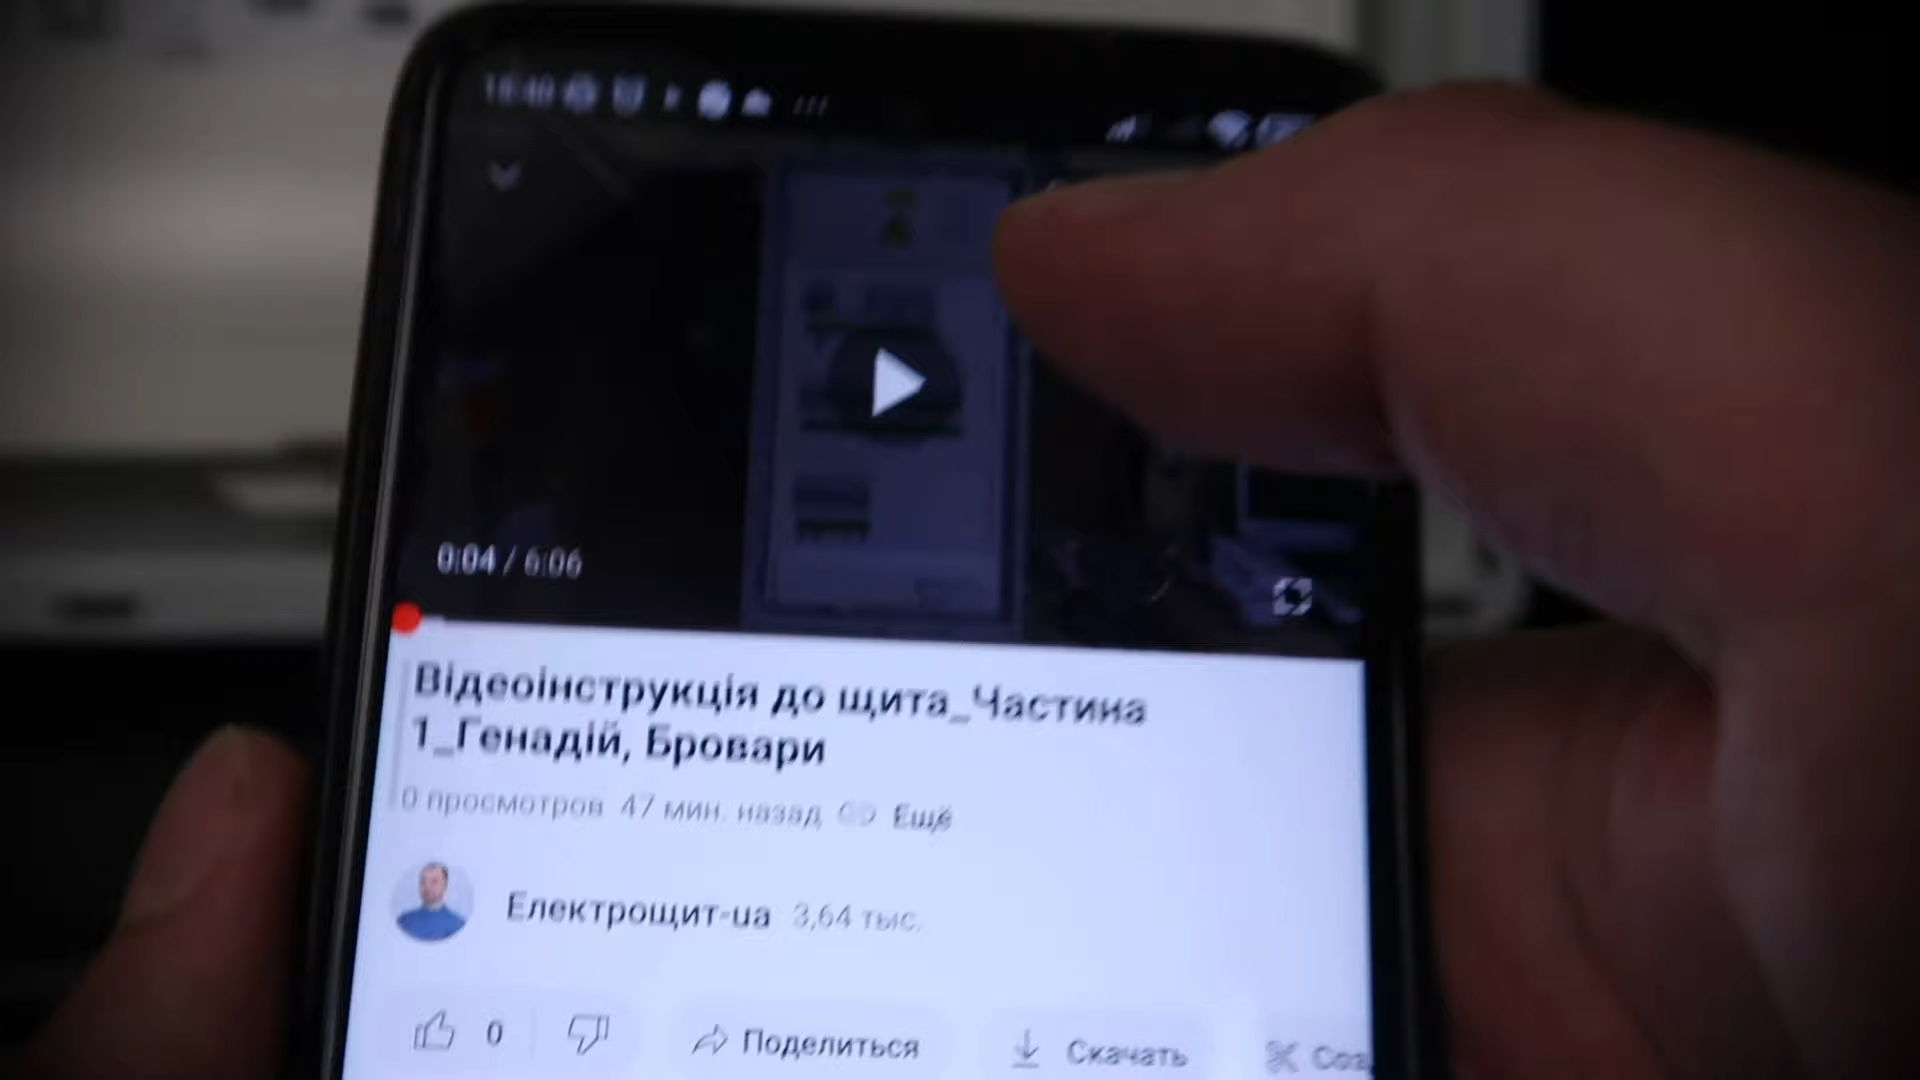 0:04 / 6:06
Відеоінструкція до щита_Частина
1_Генадій, Бровари
0 просмотров 47 мин. назад Ещё
Електрощит-ua 3,64 тыс.
0 Поделиться Скачать Соз